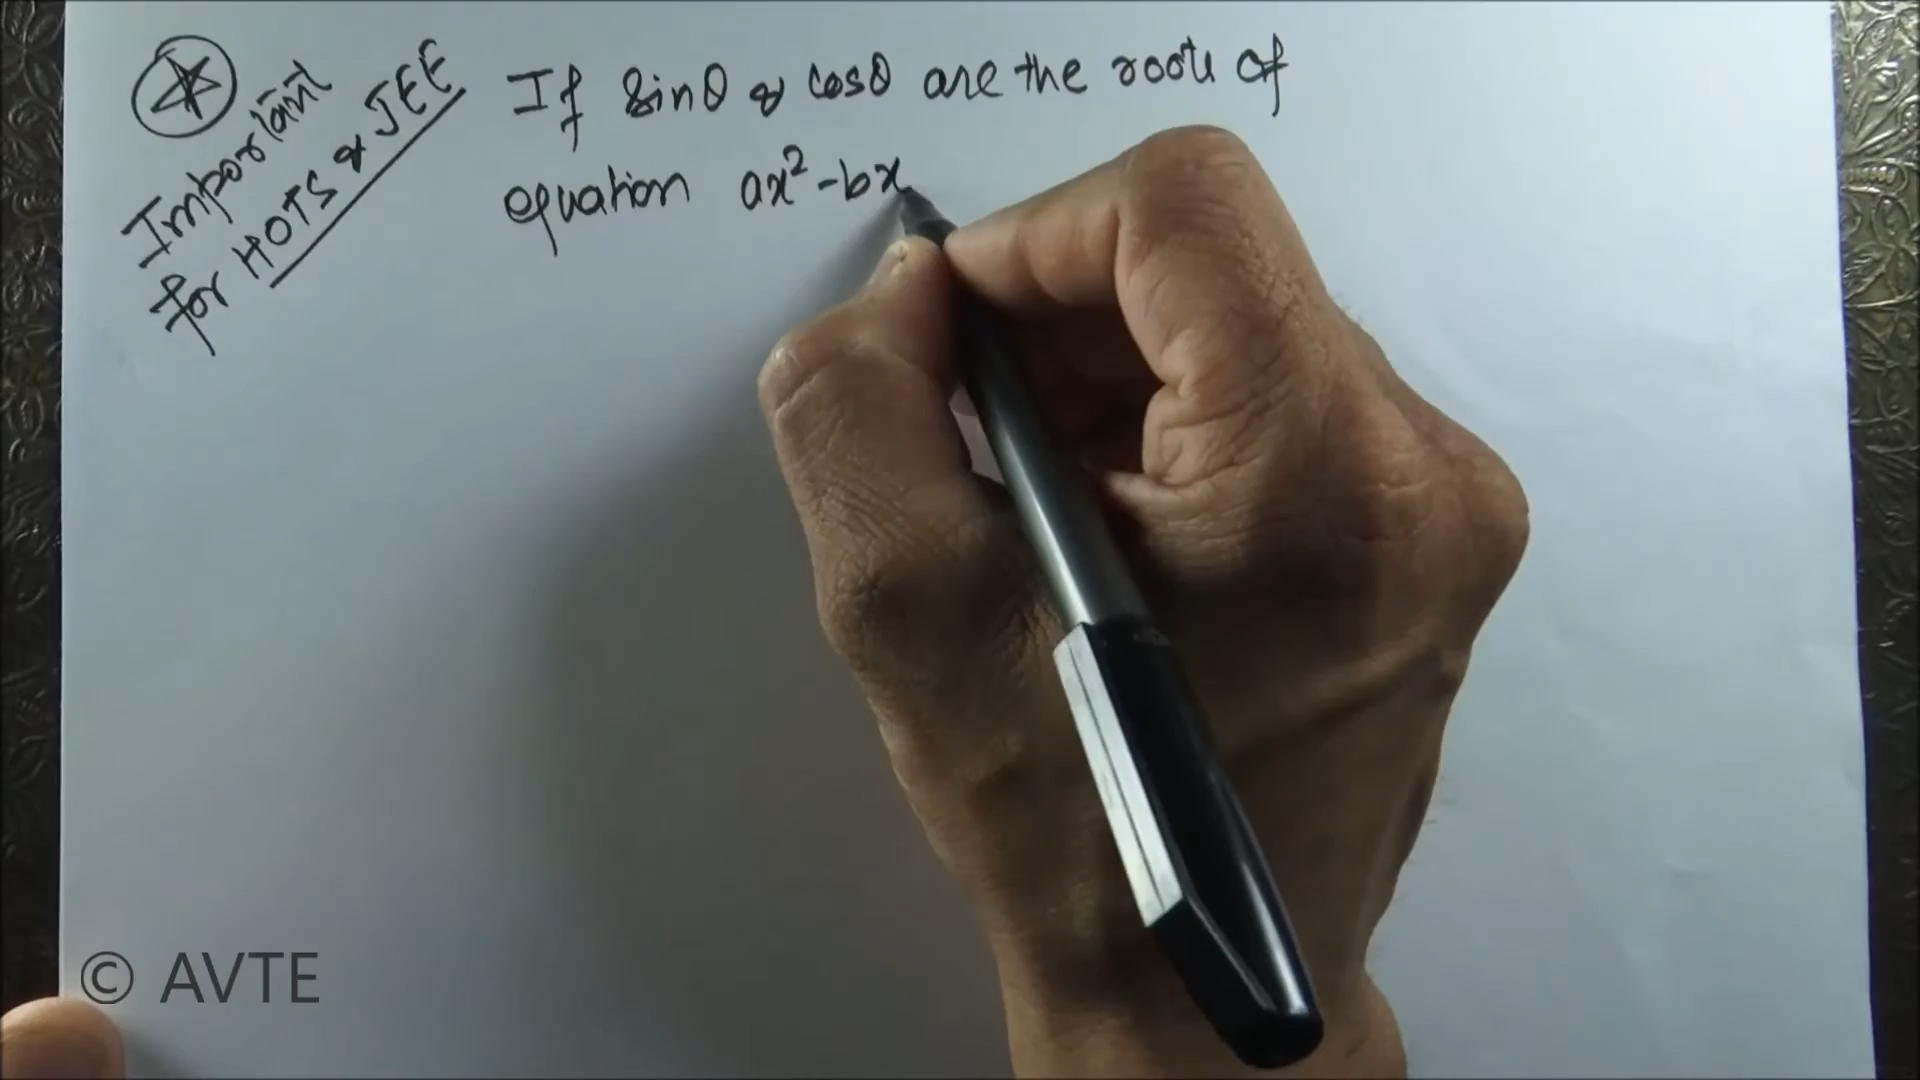 Important
for HOTS & JEE
If sinθ & cosθ are the roots of
equation ax²-bx
© AVTE